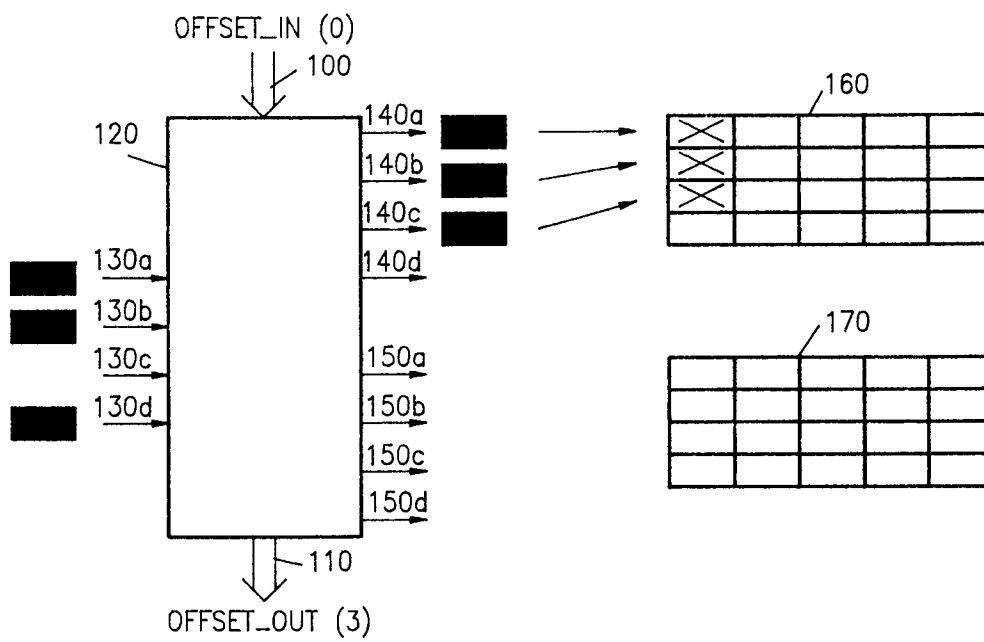 OFFSET_IN (0)
100
120
140a
140b
140c
140d
130a
130b
130c
130d
150a
150b
150c
150d
160
170
110
OFFSET_OUT (3)